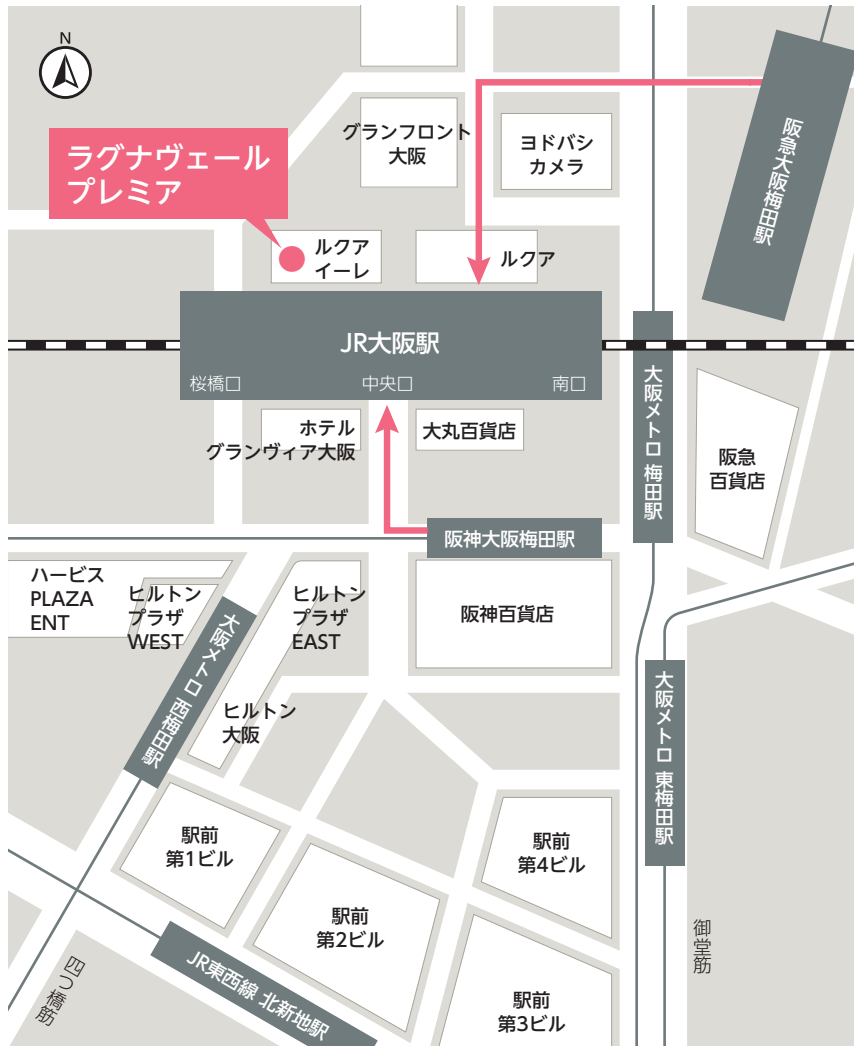 N
ラグナヴェール
プレミア
グランフロント
大阪
ヨドバシ
カメラ
阪急大阪梅田駅
ルクア
イーレ
ルクア
JR大阪駅
桜橋口
中央口
南口
大阪メトロ 梅田駅
ホテル
グランヴィア大阪
大丸百貨店
阪急
百貨店
阪神大阪梅田駅
ハービス
PLAZA
ENT
ヒルトン
プラザ
WEST
ヒルトン
プラザ
EAST
阪神百貨店
大阪メトロ 西梅田駅
ヒルトン
大阪
大阪メトロ 東梅田駅
駅前
第1ビル
駅前
第4ビル
駅前
第2ビル
御堂筋
JR東西線 北新地駅
四つ橋筋
駅前
第3ビル